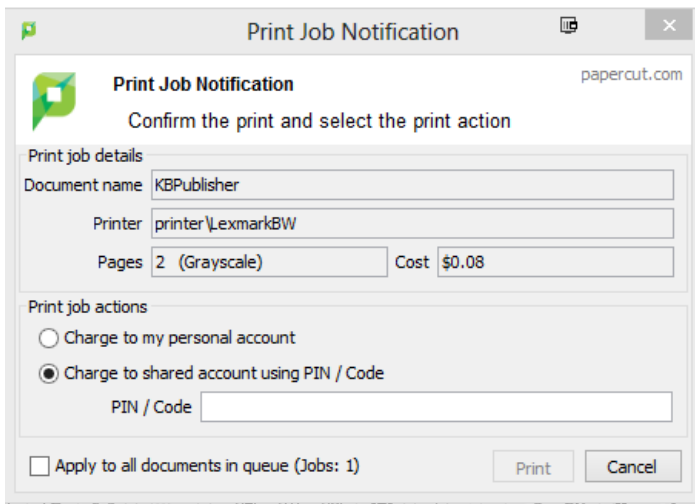 Print Job Notification
papercut.com
Print Job Notification
Confirm the print and select the print action
Print job details
Document name KBPublisher
Printer printer\LexmarkBW
Pages 2 (Grayscale) Cost $0.08
Print job actions
Charge to my personal account
Charge to shared account using PIN / Code
PIN / Code
Apply to all documents in queue (Jobs: 1) Print Cancel